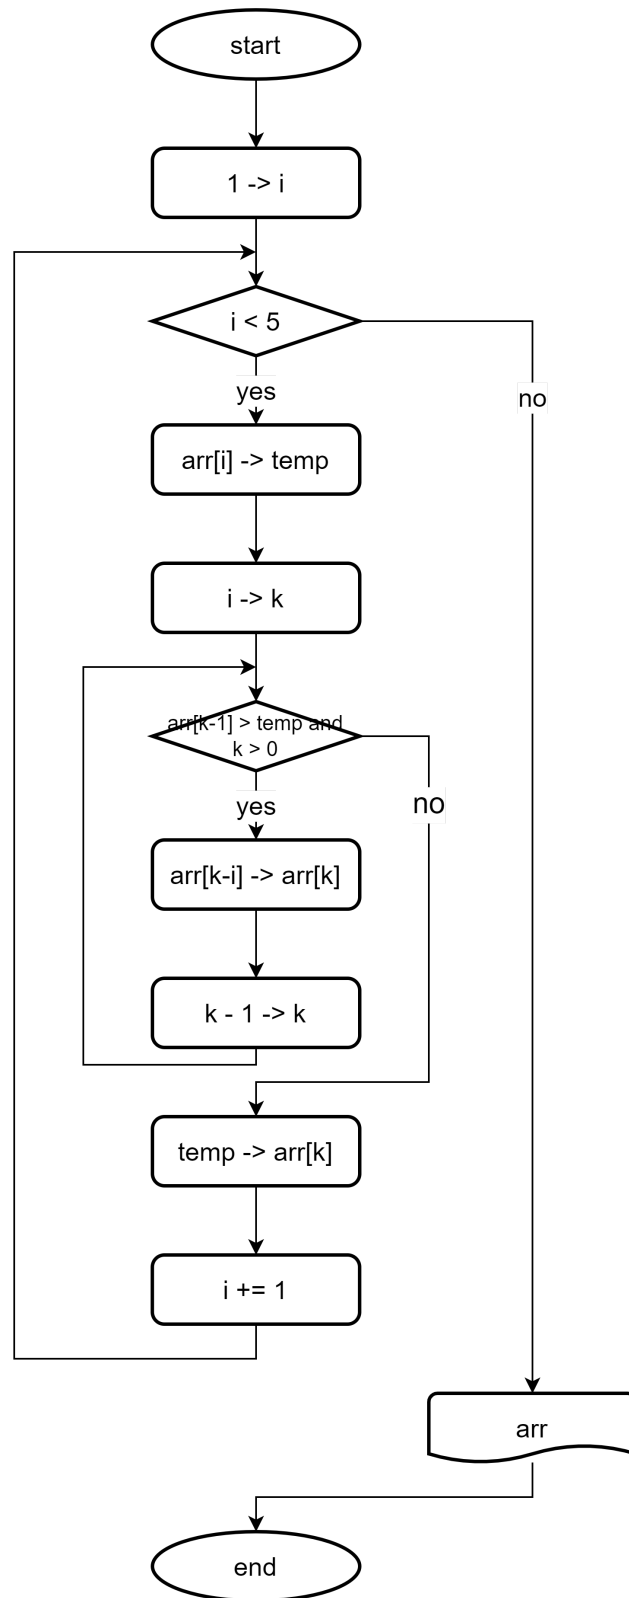 start
1 -> i
i < 5
yes
no
arr[i] -> temp
i -> k
arr[k-1] > temp and
k > 0
yes
no
arr[k-i] -> arr[k]
k - 1 -> k
temp -> arr[k]
i += 1
arr
end